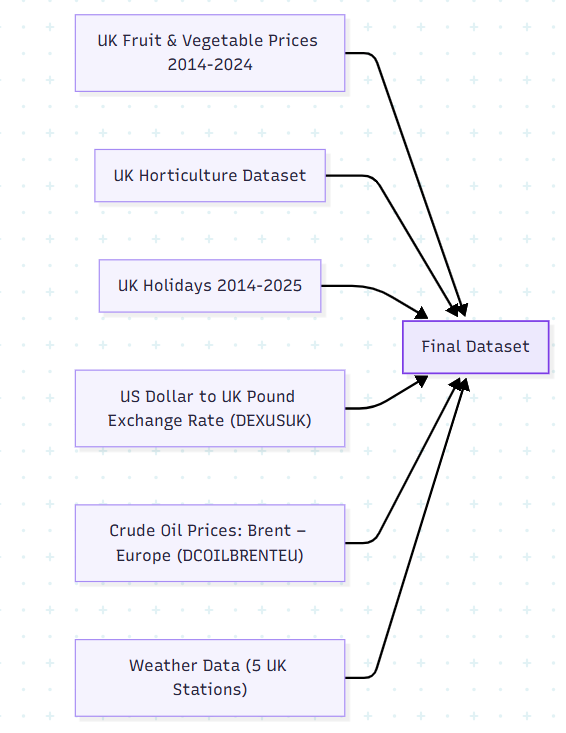 UK Fruit & Vegetable Prices
2014-2024
UK Horticulture Dataset
UK Holidays 2014-2025
Final Dataset
US Dollar to UK Pound
Exchange Rate (DEXUSUK)
Crude Oil Prices: Brent –
Europe (DCOILBRENTEU)
Weather Data (5 UK
Stations)